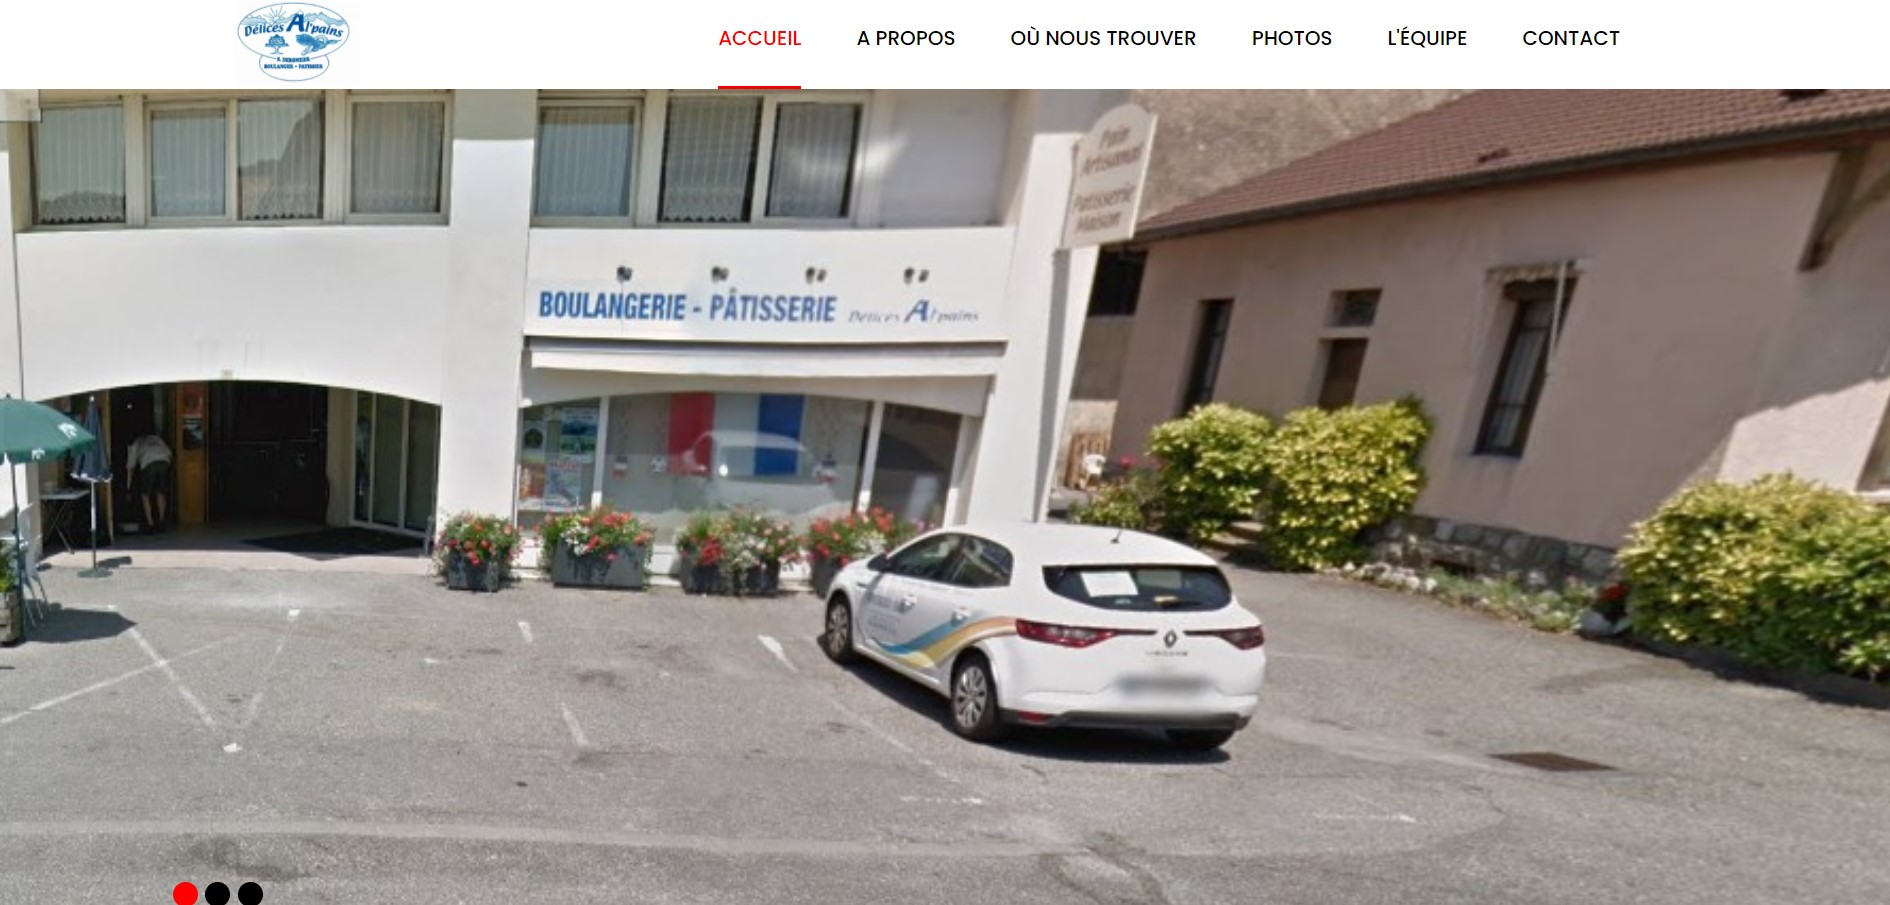 Délices Al'pains
BOULANGER - PATISSIER
ACCUEIL
A PROPOS
OÙ NOUS TROUVER
PHOTOS
L'ÉQUIPE
CONTACT
Pain
Artisanal
Patisserie
Maison
BOULANGERIE - PÂTISSERIE Délices Al'pains